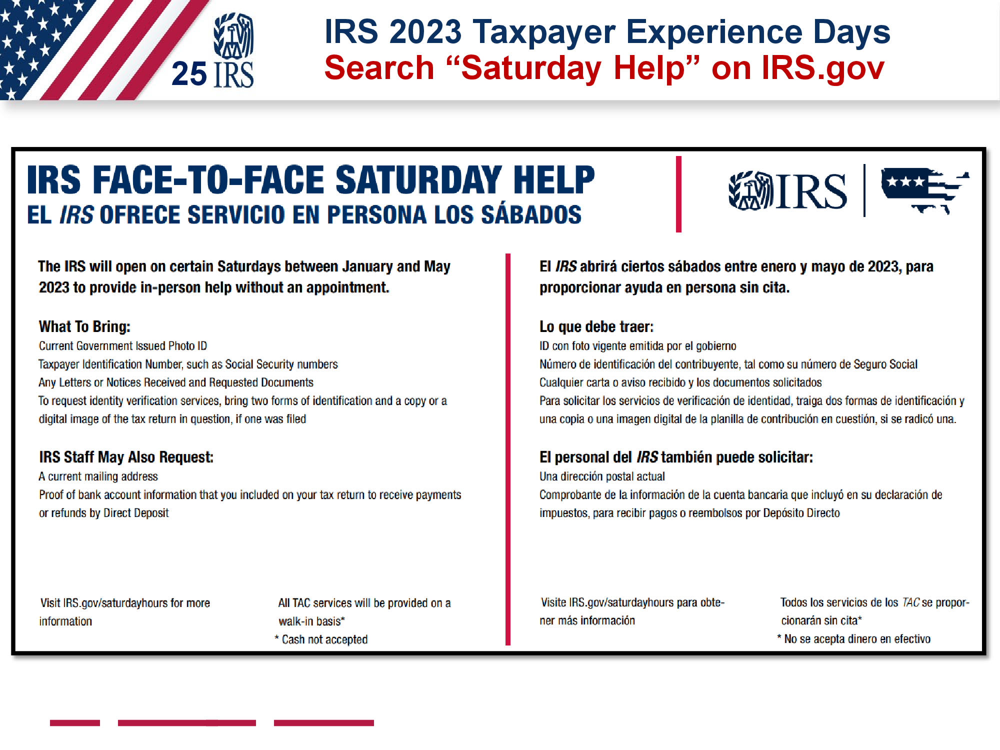 25
IRS
IRS 2023 Taxpayer Experience Days
Search “Saturday Help” on IRS.gov
IRS FACE-TO-FACE SATURDAY HELP
EL IRS OFRECE SERVICIO EN PERSONA LOS SÁBADOS
IRS
The IRS will open on certain Saturdays between January and May
2023 to provide in-person help without an appointment.
What To Bring:
Current Government Issued Photo ID
Taxpayer Identification Number, such as Social Security numbers
Any Letters or Notices Received and Requested Documents
To request identity verification services, bring two forms of identification and a copy or a
digital image of the tax return in question, if one was filed
IRS Staff May Also Request:
A current mailing address
Proof of bank account information that you included on your tax return to receive payments
or refunds by Direct Deposit
Visit IRS.gov/saturdayhours for more
information
All TAC services will be provided on a
walk-in basis*
* Cash not accepted
El IRS abrirá ciertos sábados entre enero y mayo de 2023, para
proporcionar ayuda en persona sin cita.
Lo que debe traer:
ID con foto vigente emitida por el gobierno
Número de identificación del contribuyente, tal como su número de Seguro Social
Cualquier carta o aviso recibido y los documentos solicitados
Para solicitar los servicios de verificación de identidad, traiga dos formas de identificación y
una copia o una imagen digital de la planilla de contribución en cuestión, si se radicó una.
El personal del IRS también puede solicitar:
Una dirección postal actual
Comprobante de la información de la cuenta bancaria que incluyó en su declaración de
impuestos, para recibir pagos o reembolsos por Depósito Directo
Visite IRS.gov/saturdayhours para obte-
ner más información
Todos los servicios de los TAC se propor-
cionarán sin cita*
* No se acepta dinero en efectivo